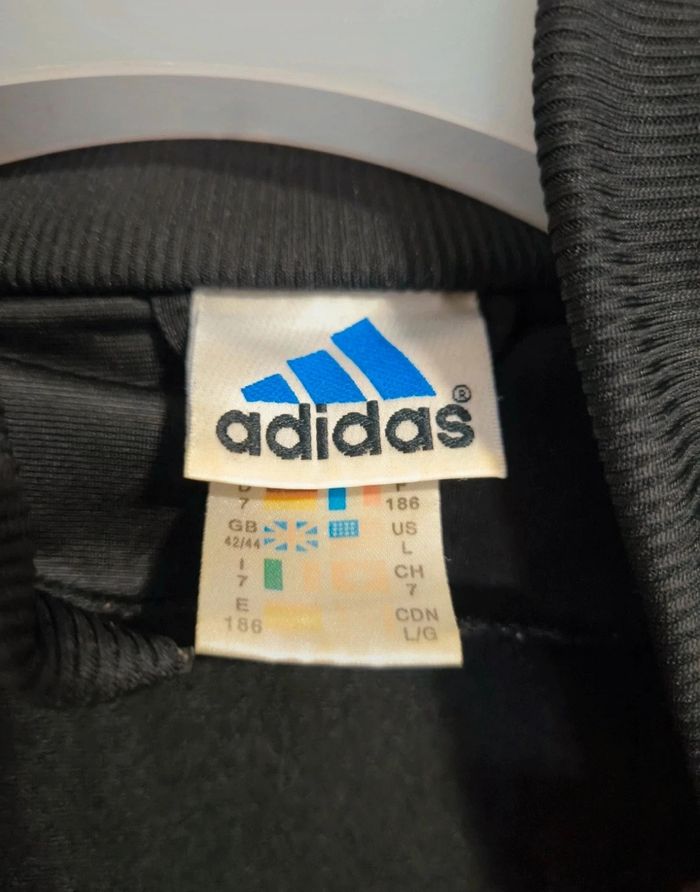 adidas®
D F
7 186
GB US
42/44 L
I CH
7 7
E CDN
186 L/G